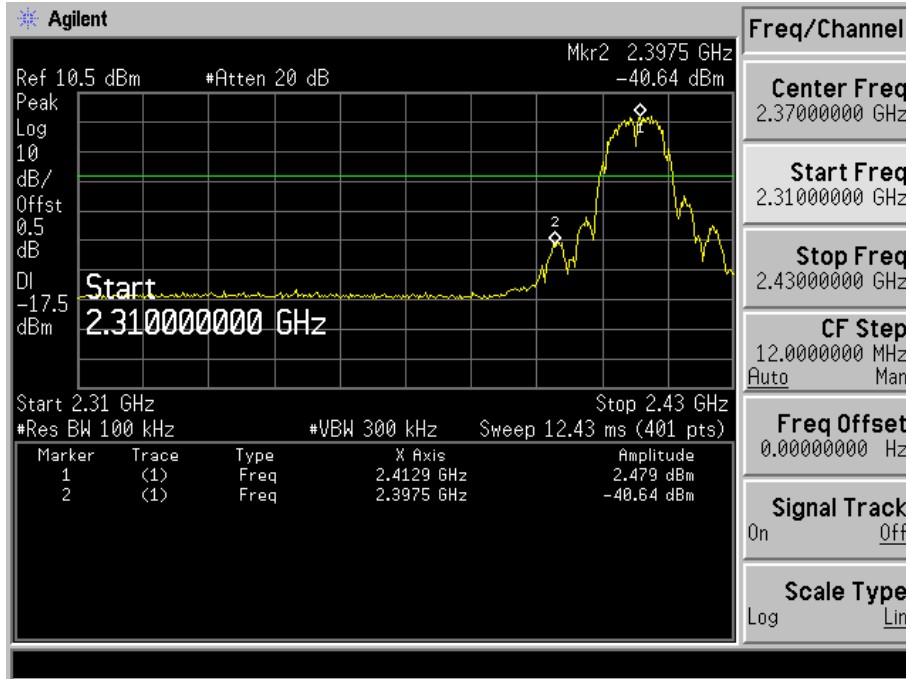 Agilent
Freq/Channel
Mkr2 2.3975 GHz
Ref 10.5 dBm #Atten 20 dB -40.64 dBm
Peak
Log
10
dB/
Offst
0.5
dB
DI
-17.5
dBm
1
2
Start
2.310000000 GHz
Start 2.31 GHz Stop 2.43 GHz
#Res BW 100 kHz #VBW 300 kHz Sweep 12.43 ms (401 pts)
Marker Trace Type X Axis Amplitude
1 (1) Freq 2.4129 GHz 2.479 dBm
2 (1) Freq 2.3975 GHz -40.64 dBm
Center Freq
2.37000000 GHz
Start Freq
2.31000000 GHz
Stop Freq
2.43000000 GHz
CF Step
12.0000000 MHz
Auto Man
Freq Offset
0.00000000 Hz
Signal Track
On Off
Scale Type
Log Lin